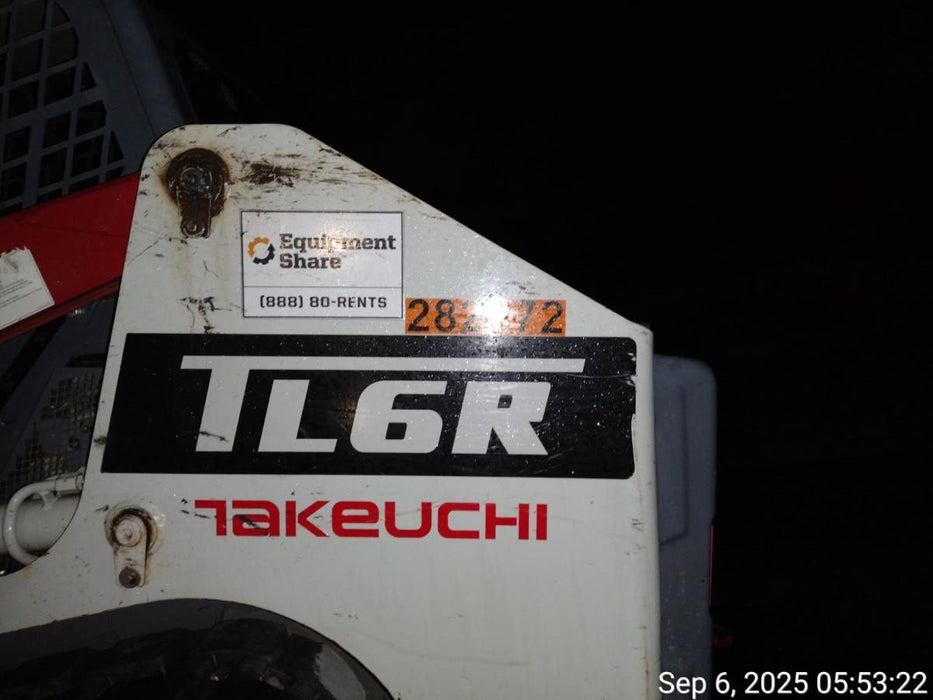 Equipment
Share
(888) 80-RENTS
TL6R
TAKEUCHI
Sep 6, 2025 05:53:22